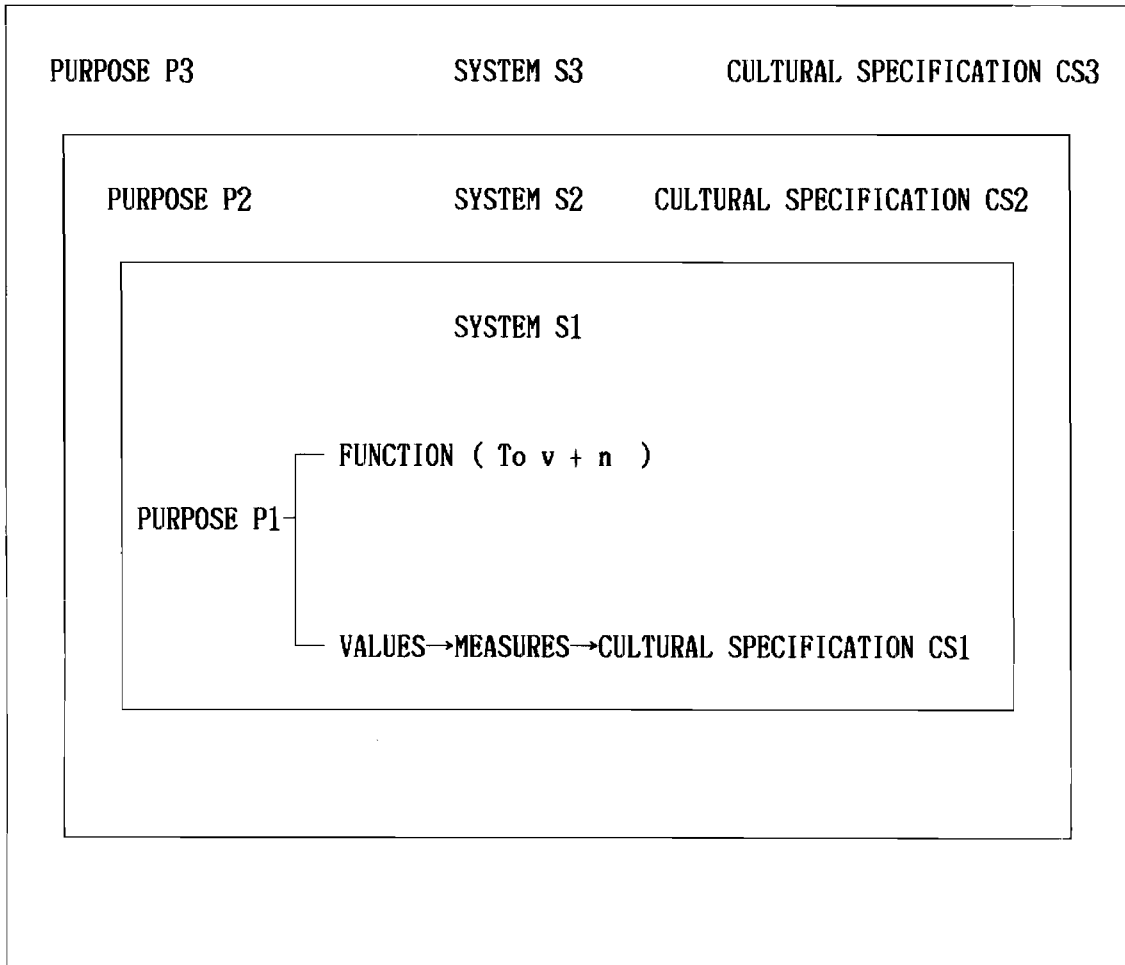 PURPOSE P3 SYSTEM S3 CULTURAL SPECIFICATION CS3
PURPOSE P2 SYSTEM S2 CULTURAL SPECIFICATION CS2
SYSTEM S1
FUNCTION ( To v + n )
PURPOSE P1
VALUES→MEASURES→CULTURAL SPECIFICATION CS1